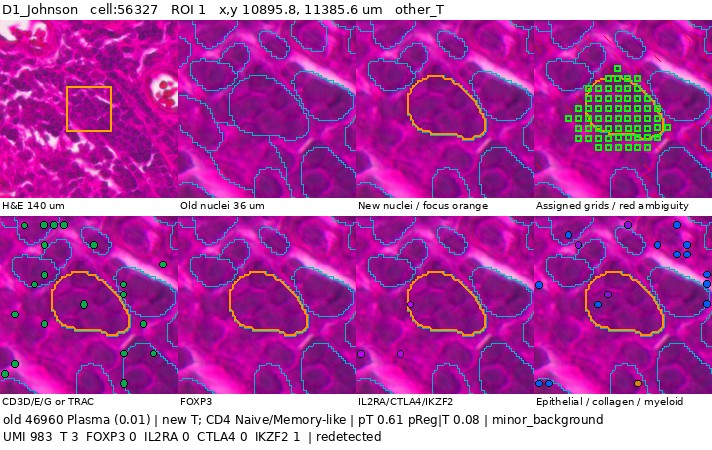 D1_Johnson cell:56327 ROI 1 x,y 10895.8, 11385.6 um other_T
H&E 140 um
Old nuclei 36 um
New nuclei / focus orange
Assigned grids / red ambiguity
CD3D/E/G or TRAC
FOXP3
IL2RA/CTLA4/IKZF2
Epithelial / collagen / myeloid
old 46960 Plasma (0.01) | new T; CD4 Naive/Memory-like | pT 0.61 pReg|T 0.08 | minor_background
UMI 983 T 3 FOXP3 0 IL2RA 0 CTLA4 0 IKZF2 1 | redetected